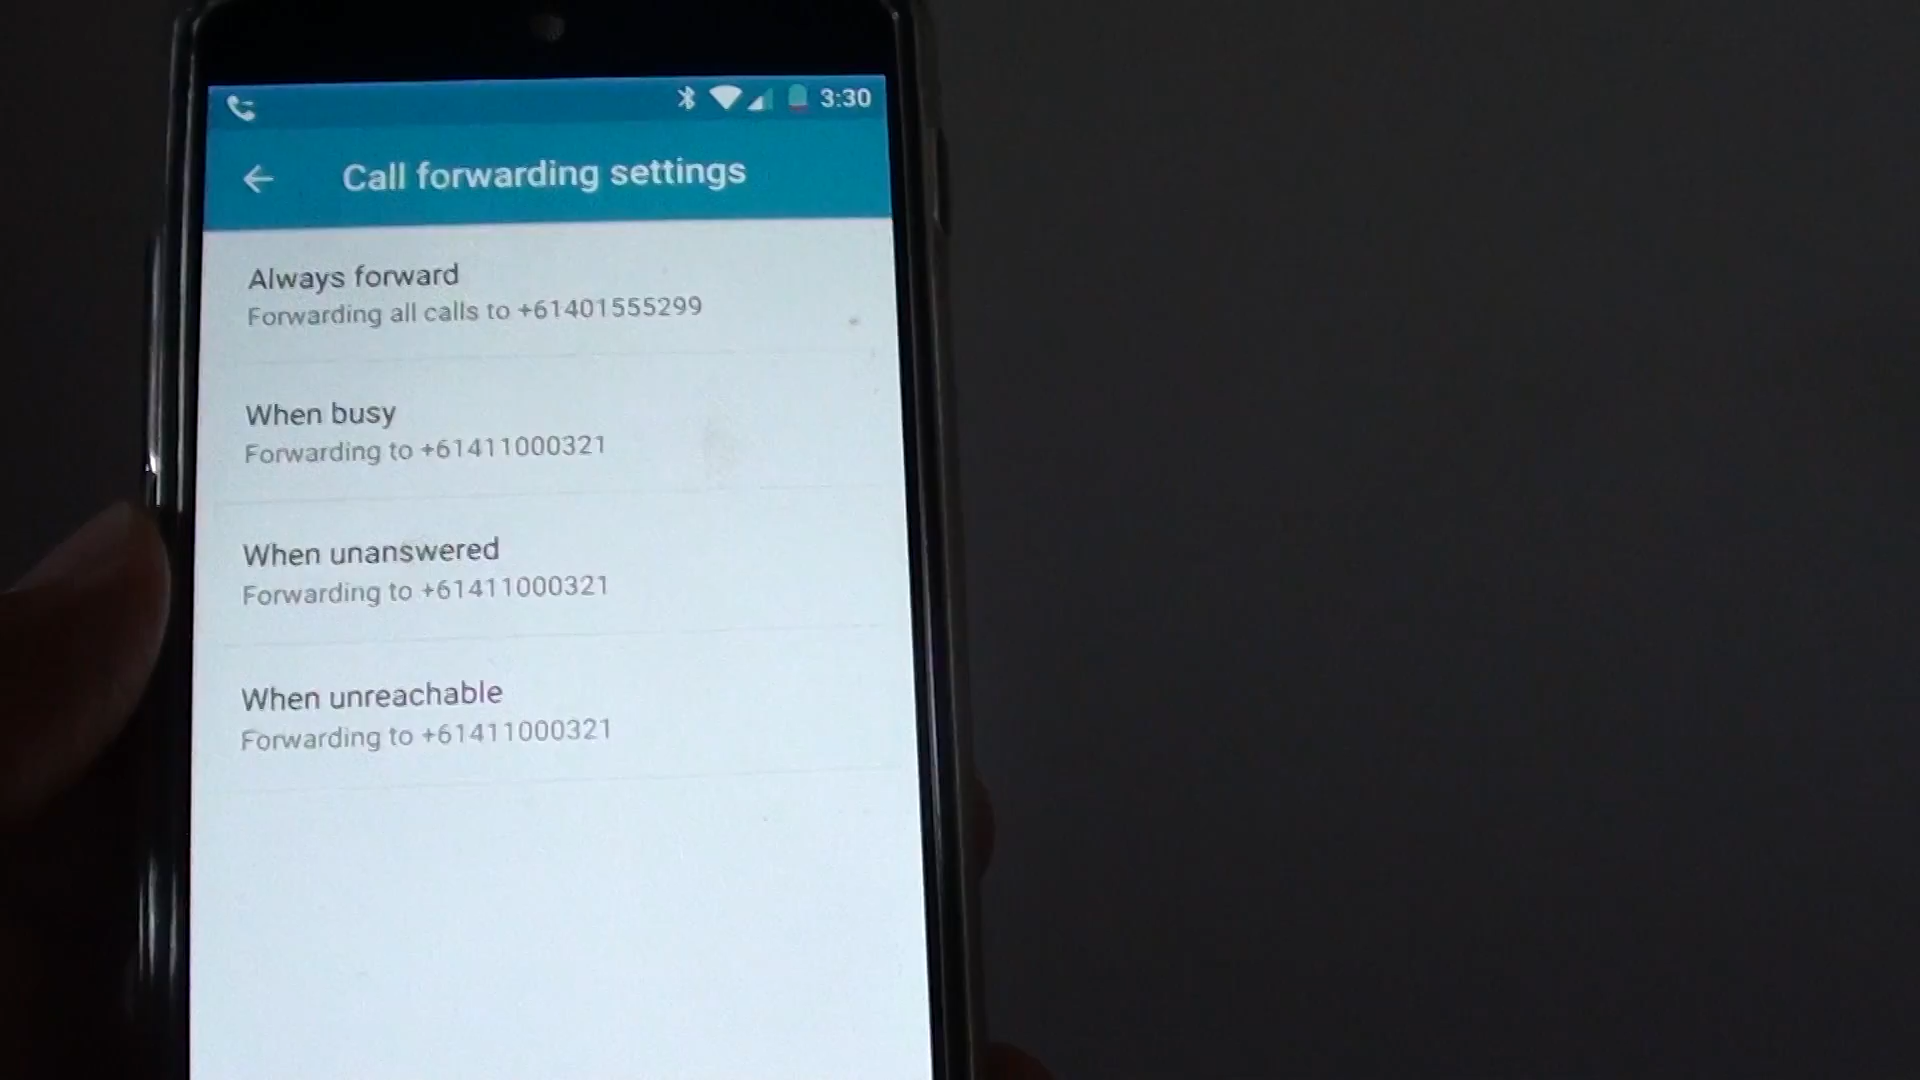 3:30
Call forwarding settings
Always forward
Forwarding all calls to +61401555299
When busy
Forwarding to +61411000321
When unanswered
Forwarding to +61411000321
When unreachable
Forwarding to +61411000321